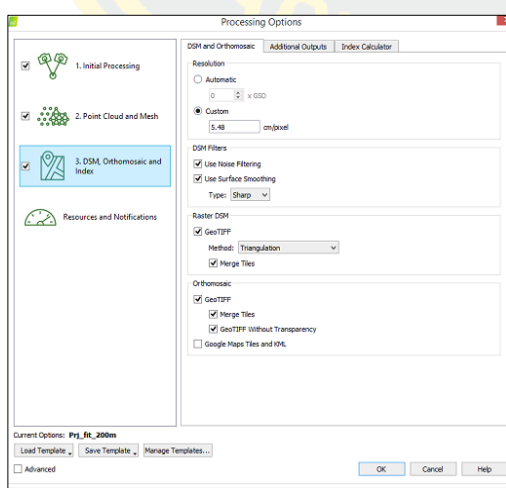 Processing Options
1. Initial Processing
2. Point Cloud and Mesh
3. DSM, Orthomosaic and
Index
Resources and Notifications
DSM and Orthomosaic Additional Outputs Index Calculator
Resolution
Automatic
0 x GSD
Custom
5.48 cm/pixel
DSM Filters
Use Noise Filtering
Use Surface Smoothing
Type: Sharp
Raster DSM
GeoTIFF
Method: Triangulation
Merge Tiles
Orthomosaic
GeoTIFF
Merge Tiles
GeoTIFF Without Transparency
Google Maps Tiles and KML
Current Options: Prj_fit_200m
Load Template Save Template Manage Templates...
Advanced
OK Cancel Help